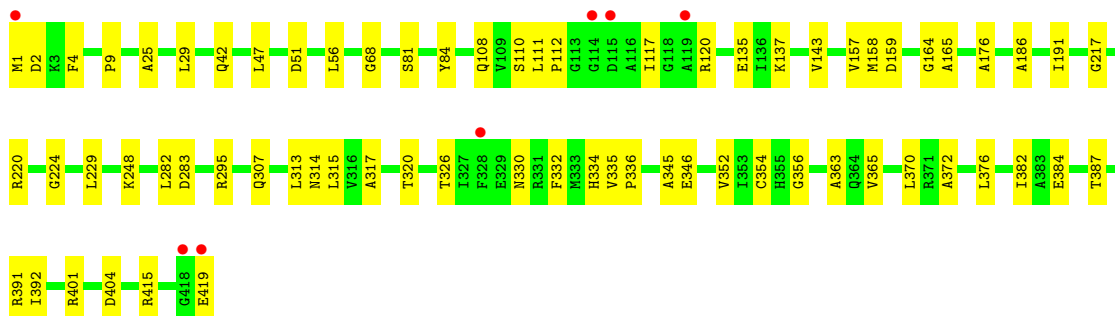 M1 D2 K3 F4 P9 A25 L29 Q42 L47 D51 L56 G68 S81 Y84 Q108 V109 S110 L111 P112 G113 G114 D115 A116 I117 G118 A119 R120 E135 I136 K137 V143 V157 M158 D159 G164 A165 A176 A186 I191 G217
R220 G224 L229 K248 L282 D283 R295 Q307 L313 N314 L315 V316 A317 T320 T326 I327 F328 E329 N330 R331 F332 M333 H334 V335 P336 A345 E346 V352 I353 C354 H355 G356 A363 Q364 V365 L370 R371 A372 L376 I382 A383 E384 T387
R391 I392 R401 D404 R415 G418 E419